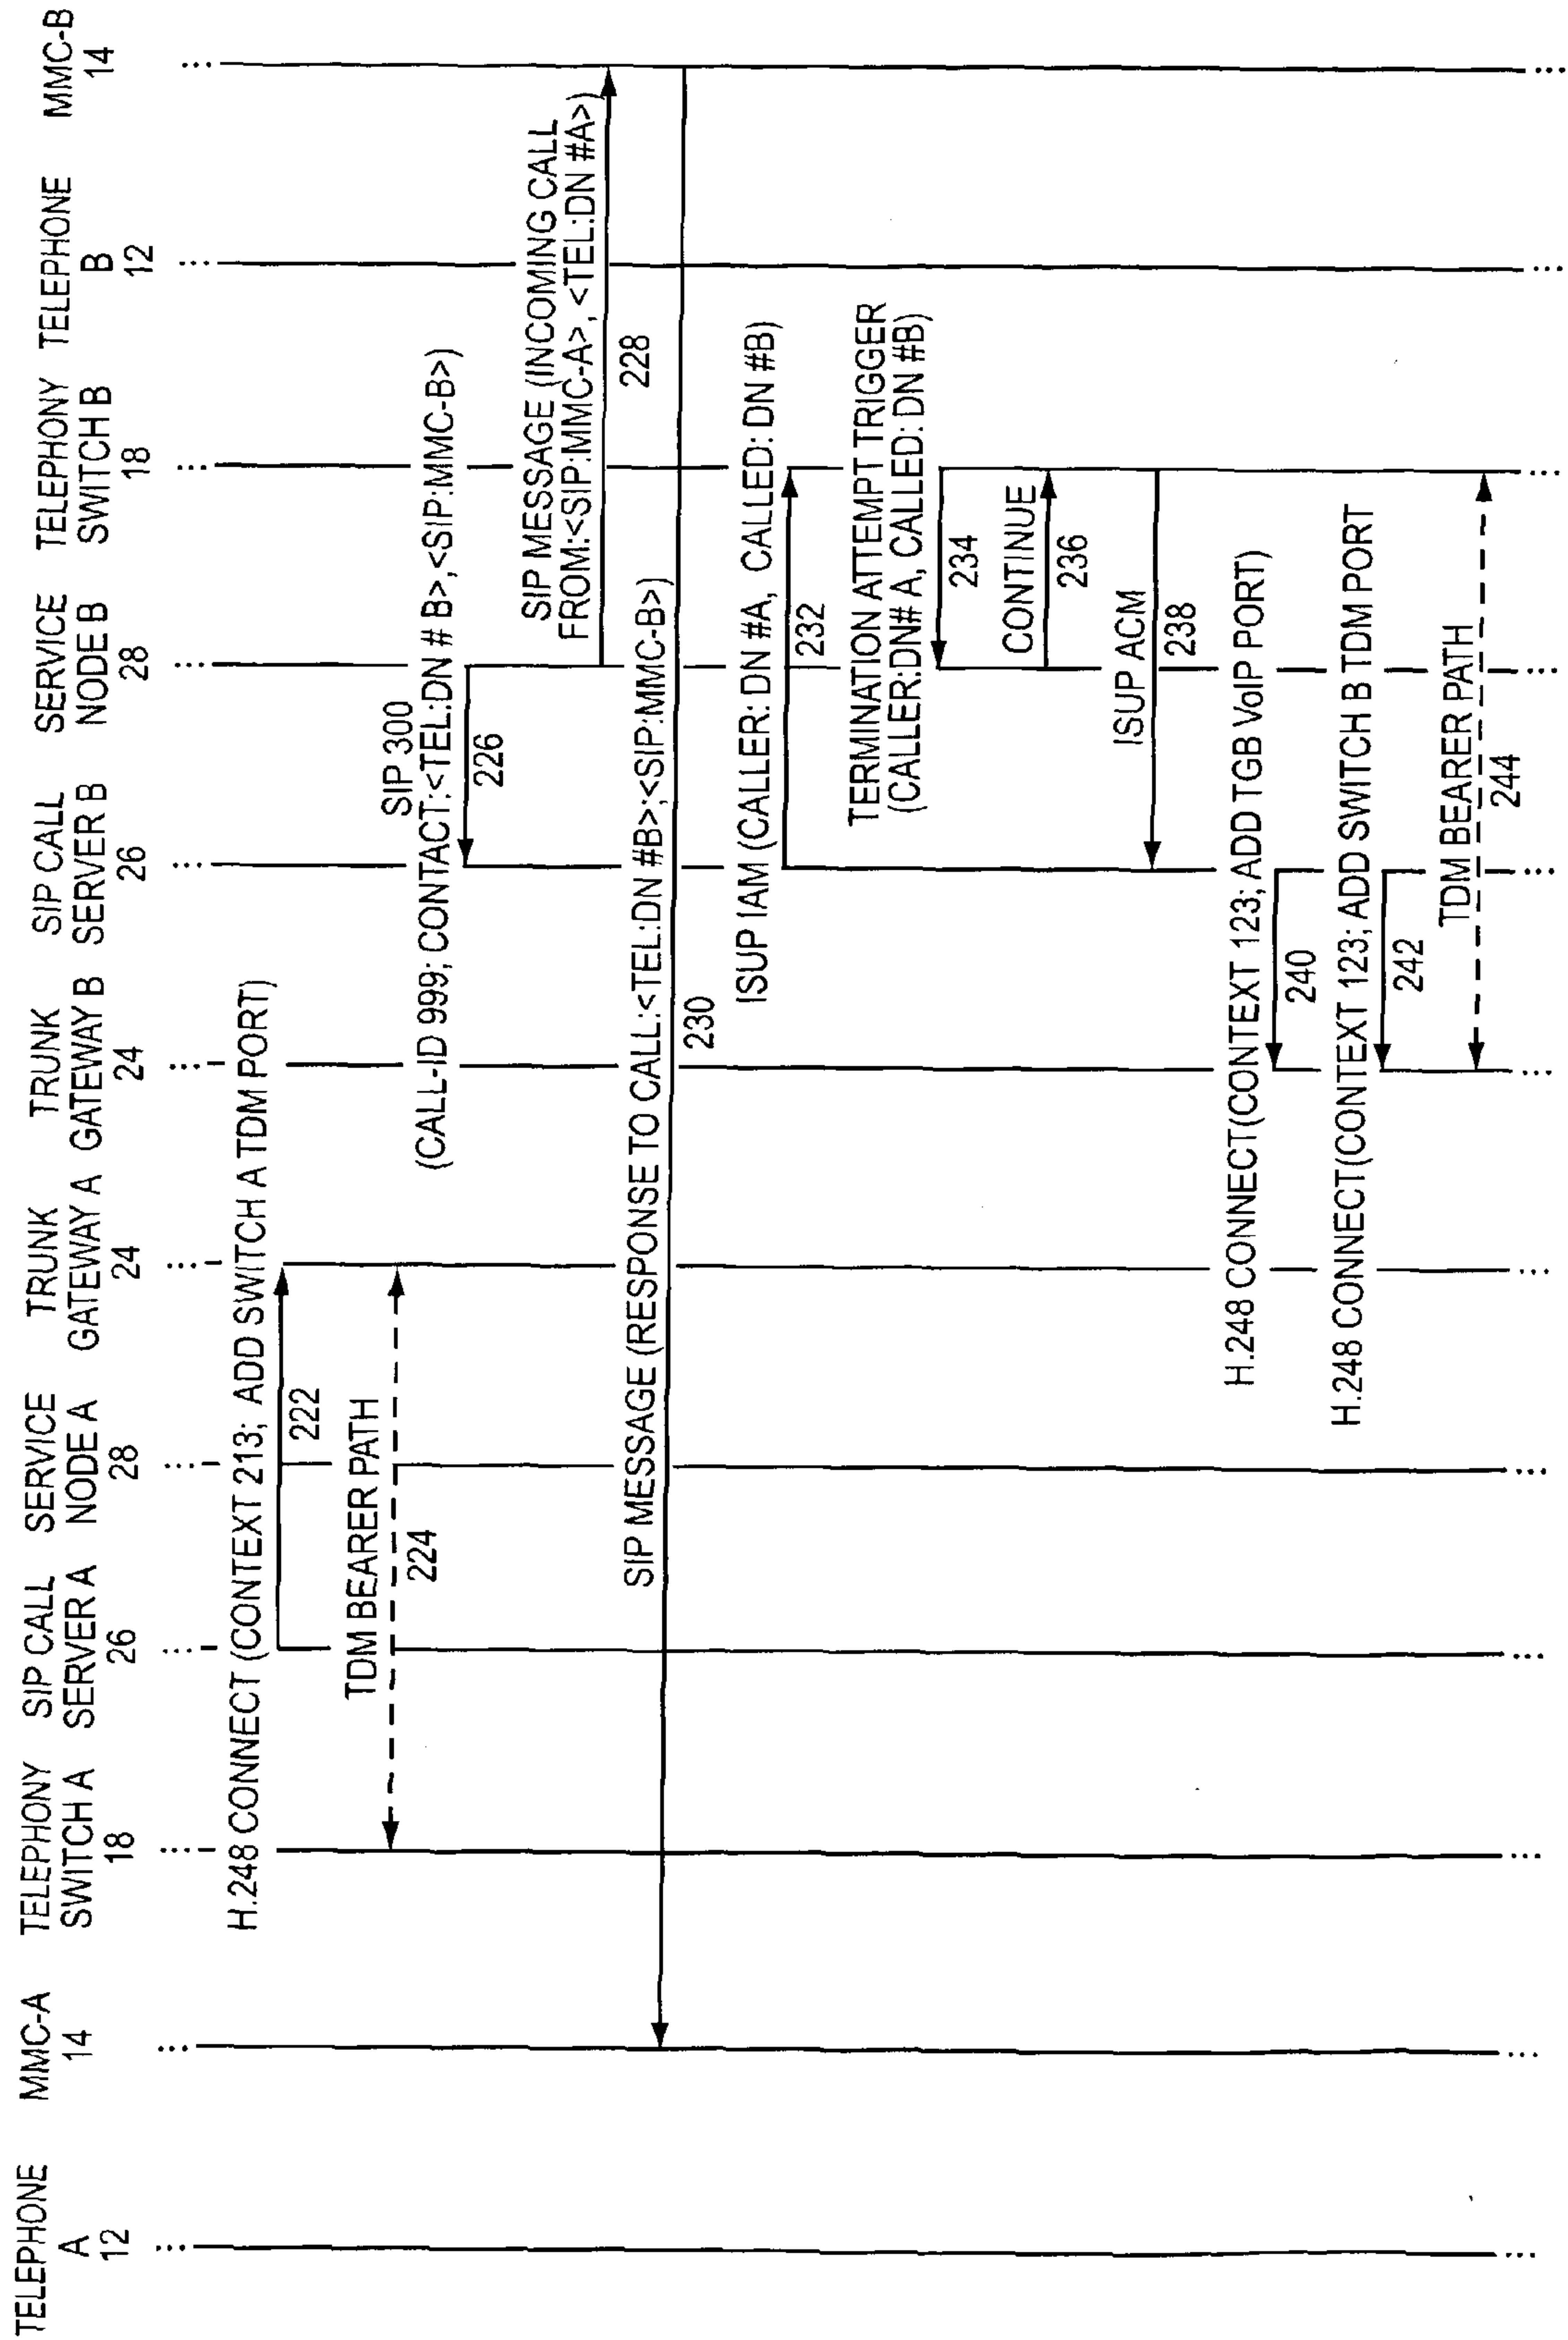 TELEPHONE
A
12
MMC-A
14
TELEPHONY
SWITCH A
18
SIP CALL
SERVER A
26
SERVICE
NODE A
28
TRUNK
GATEWAY A
24
TRUNK
GATEWAY B
24
SIP CALL
SERVER B
26
SERVICE
NODE B
28
TELEPHONY
SWITCH B
18
TELEPHONE
B
12
MMC-B
14
H.248 CONNECT (CONTEXT 213; ADD SWITCH A TDM PORT)
222
TDM BEARER PATH
224
SIP 300
(CALL-ID 999; CONTACT:<TEL:DN # B>,<SIP:MMC-B>)
226
SIP MESSAGE (INCOMING CALL
FROM:<SIP:MMC-A>, <TEL:DN #A>)
228
SIP MESSAGE (RESPONSE TO CALL:<TEL:DN #B>;<SIP:MMC-B>)
230
ISUP IAM (CALLER: DN #A, CALLED: DN #B)
232
TERMINATION ATTEMPT TRIGGER
(CALLER:DN# A, CALLED: DN #B)
234
CONTINUE
236
ISUP ACM
238
H.248 CONNECT(CONTEXT 123; ADD TGB VoIP PORT)
240
H.248 CONNECT(CONTEXT 123; ADD SWITCH B TDM PORT
242
TDM BEARER PATH
244